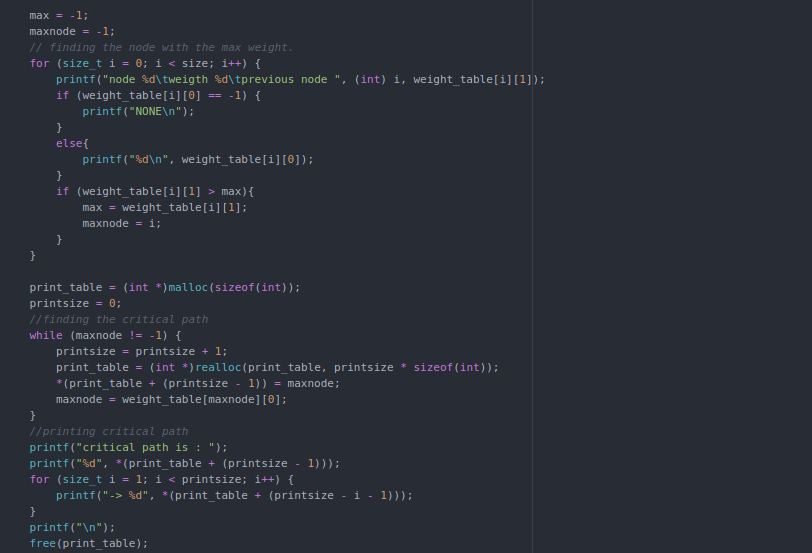 max = -1;
maxnode = -1;
// finding the node with the max weight.
for (size_t i = 0; i < size; i++) {
    printf("node %d\tweigth %d\tprevious node ", (int) i, weight_table[i][1]);
    if (weight_table[i][0] == -1) {
        printf("NONE\n");
    }
    else{
        printf("%d\n", weight_table[i][0]);
    }
    if (weight_table[i][1] > max){
        max = weight_table[i][1];
        maxnode = i;
    }
}

print_table = (int *)malloc(sizeof(int));
printsize = 0;
//finding the critical path
while (maxnode != -1) {
    printsize = printsize + 1;
    print_table = (int *)realloc(print_table, printsize * sizeof(int));
    *(print_table + (printsize - 1)) = maxnode;
    maxnode = weight_table[maxnode][0];
}
//printing critical path
printf("critical path is : ");
printf("%d", *(print_table + (printsize - 1)));
for (size_t i = 1; i < printsize; i++) {
    printf("-> %d", *(print_table + (printsize - i - 1)));
}
printf("\n");
free(print_table);